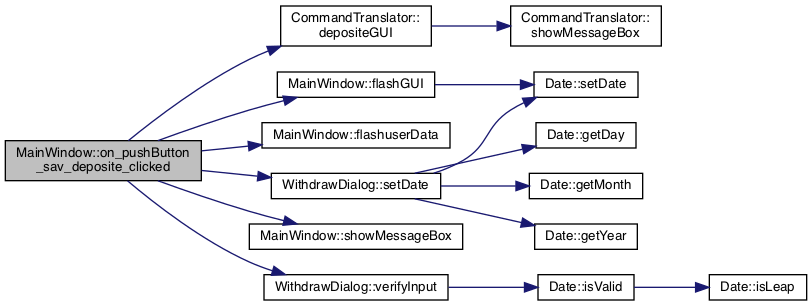 CommandTranslator::
depositeGUI
CommandTranslator::
showMessageBox
MainWindow::flashGUI
Date::setDate
MainWindow::flashuserData
Date::getDay
MainWindow::on_pushButton
_sav_deposite_clicked
WithdrawDialog::setDate
Date::getMonth
MainWindow::showMessageBox
Date::getYear
WithdrawDialog::verifyInput
Date::isValid
Date::isLeap